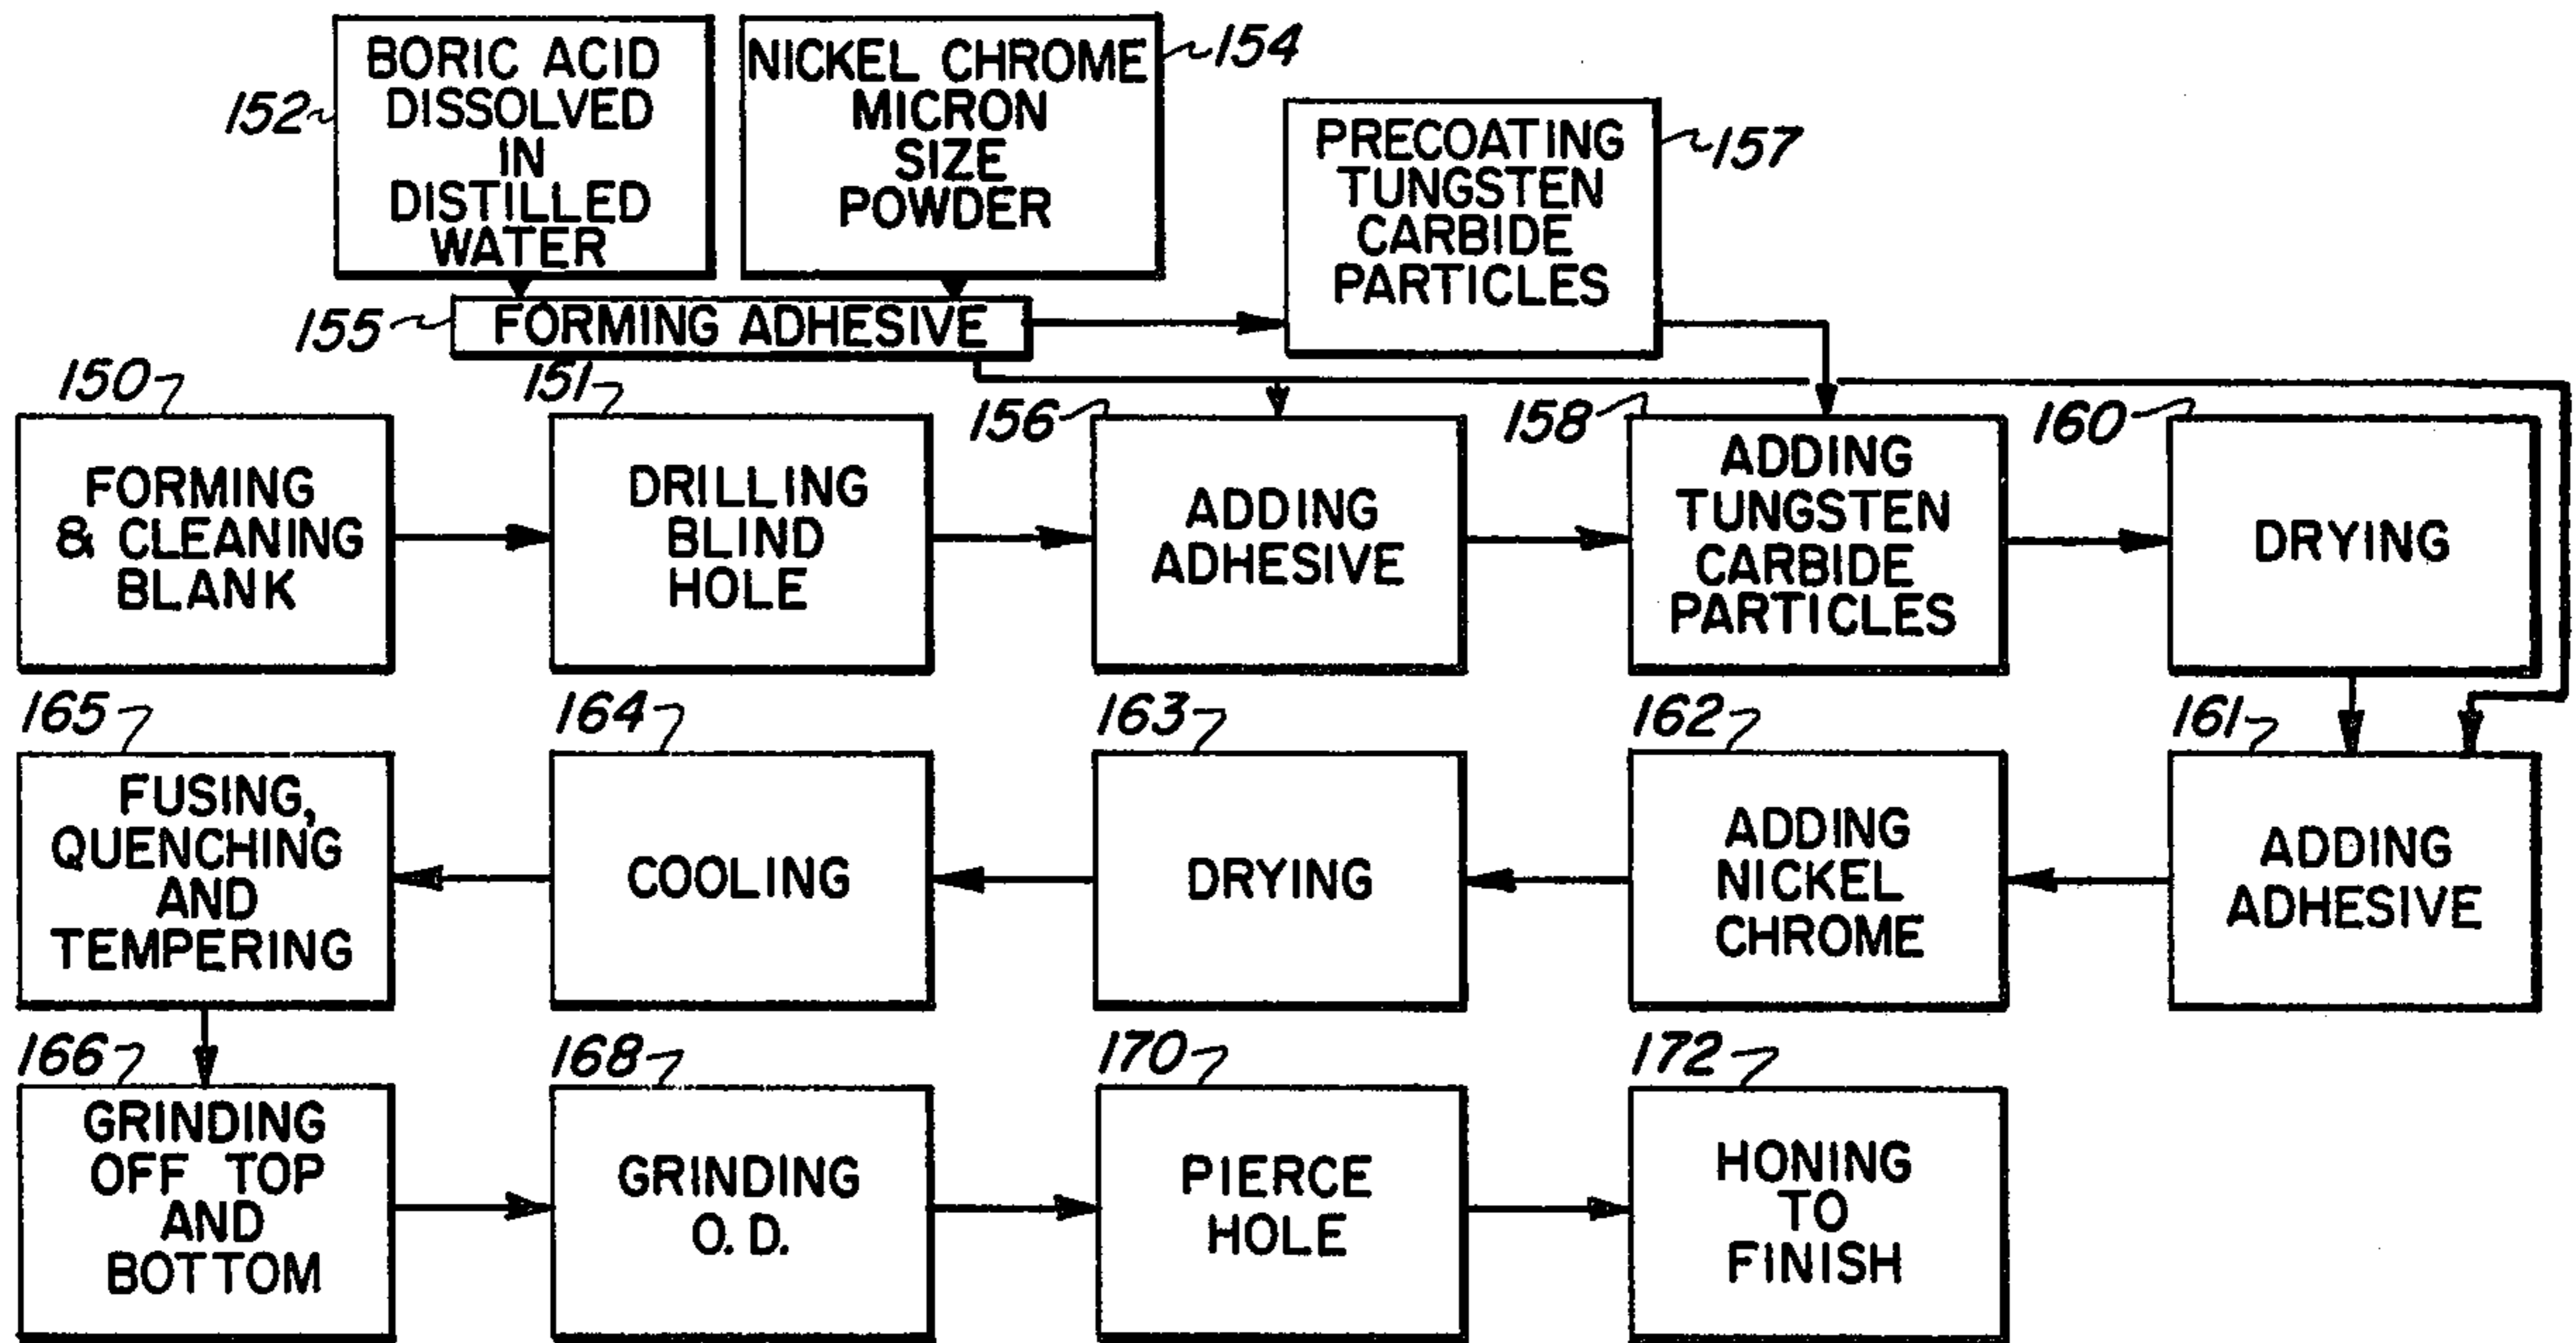 152
BORIC ACID
DISSOLVED
IN
DISTILLED
WATER
NICKEL CHROME
MICRON
SIZE
POWDER
154
PRECOATING
TUNGSTEN
CARBIDE
PARTICLES
157
155
FORMING ADHESIVE
150
FORMING
& CLEANING
BLANK
151
DRILLING
BLIND
HOLE
156
ADDING
ADHESIVE
158
ADDING
TUNGSTEN
CARBIDE
PARTICLES
160
DRYING
165
FUSING,
QUENCHING
AND
TEMPERING
164
COOLING
163
DRYING
162
ADDING
NICKEL
CHROME
161
ADDING
ADHESIVE
166
GRINDING
OFF TOP
AND
BOTTOM
168
GRINDING
O.D.
170
PIERCE
HOLE
172
HONING
TO
FINISH